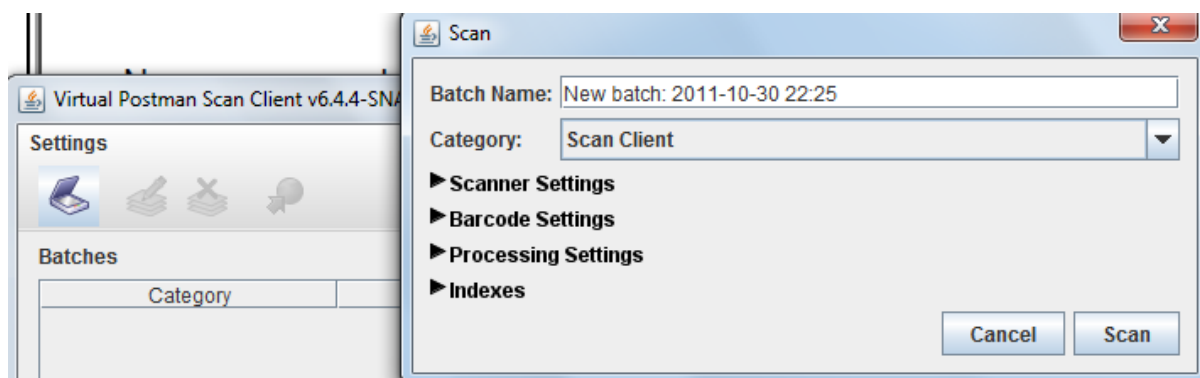 Virtual Postman Scan Client v6.4.4-SNA
Settings
Batches
Category
Scan
Batch Name: New batch: 2011-10-30 22:25
Category: Scan Client
Scanner Settings
Barcode Settings
Processing Settings
Indexes
Cancel Scan